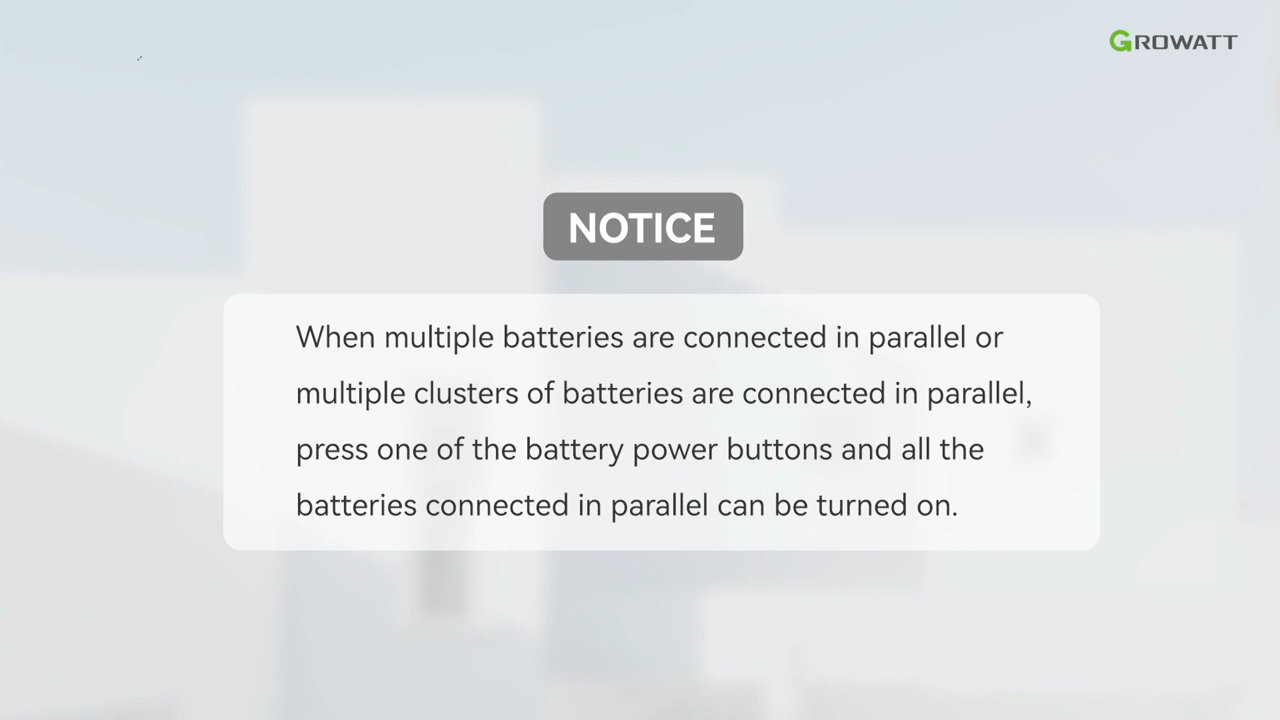 GROWATT
NOTICE
When multiple batteries are connected in parallel or
multiple clusters of batteries are connected in parallel,
press one of the battery power buttons and all the
batteries connected in parallel can be turned on.